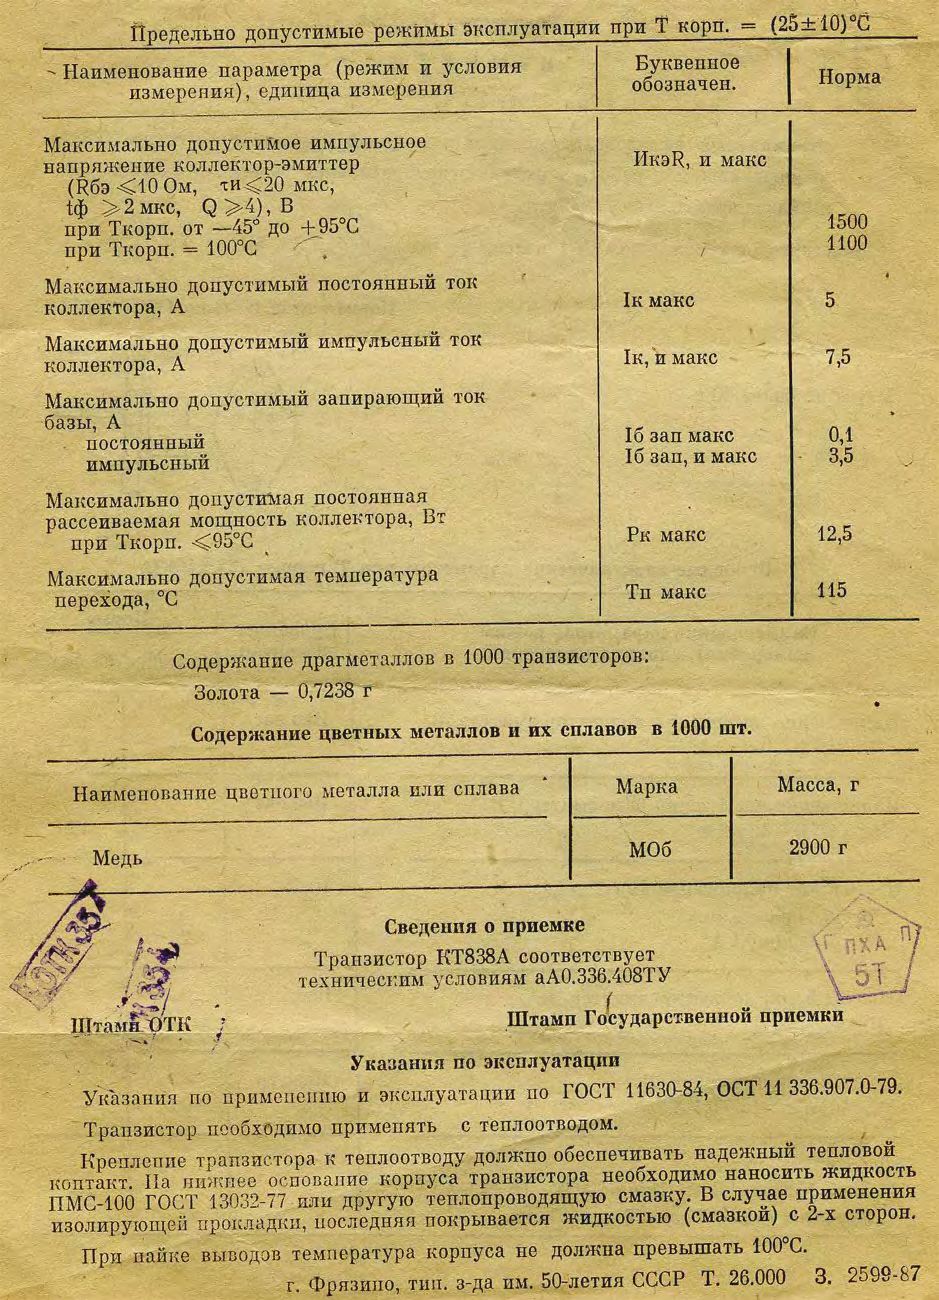 Предельно допустимые режимы эксплуатации при Т корп. = (25±10)°С
Наименование параметра (режим и условия измерения), единица измерения
Буквенное обозначен.
Норма
Максимально допустимое импульсное
напряжение коллектор-эмиттер
ИкэR, и макс
(Rбэ ⩽10 Ом, τи⩽20 мкс,
tф ⩾2 мкс, Q ⩾4), В
при Ткорп. от —45° до +95°С 1500
при Ткорп. = 100°С 1100
Максимально допустимый постоянный ток
коллектора, А Iк макс 5
Максимально допустимый импульсный ток
коллектора, А Iк, и макс 7,5
Максимально допустимый запирающий ток
базы, А
постоянный Iб зап макс 0,1
импульсный Iб зап, и макс 3,5
Максимально допустимая постоянная
рассеиваемая мощность коллектора, Вт
при Ткорп. ⩽95°С Рк макс 12,5
Максимально допустимая температура
перехода, °С Тп макс 115
Содержание драгметаллов в 1000 транзисторов:
Золота — 0,7238 г
Содержание цветных металлов и их сплавов в 1000 шт.
Наименование цветного металла или сплава Марка Масса, г
Медь МОб 2900 г
Сведения о приемке
Транзистор КТ838А соответствует
техническим условиям аА0.336.408ТУ
ОТК 35
Г ПХА П
5Т
Штамп ОТК Штамп Государственной приемки
Указания по эксплуатации
Указания по применению и эксплуатации по ГОСТ 11630-84, ОСТ 11 336.907.0-79.
Транзистор необходимо применять с теплоотводом.
Крепление транзистора к теплоотводу должно обеспечивать надежный тепловой
контакт. На нижнее основание корпуса транзистора необходимо наносить жидкость
ПМС-100 ГОСТ 13032-77 или другую теплопроводящую смазку. В случае применения
изолирующей прокладки, последняя покрывается жидкостью (смазкой) с 2-х сторон.
При пайке выводов температура корпуса не должна превышать 100°С.
г. Фрязино, тип. з-да им. 50-летия СССР Т. 26.000 З. 2599-87